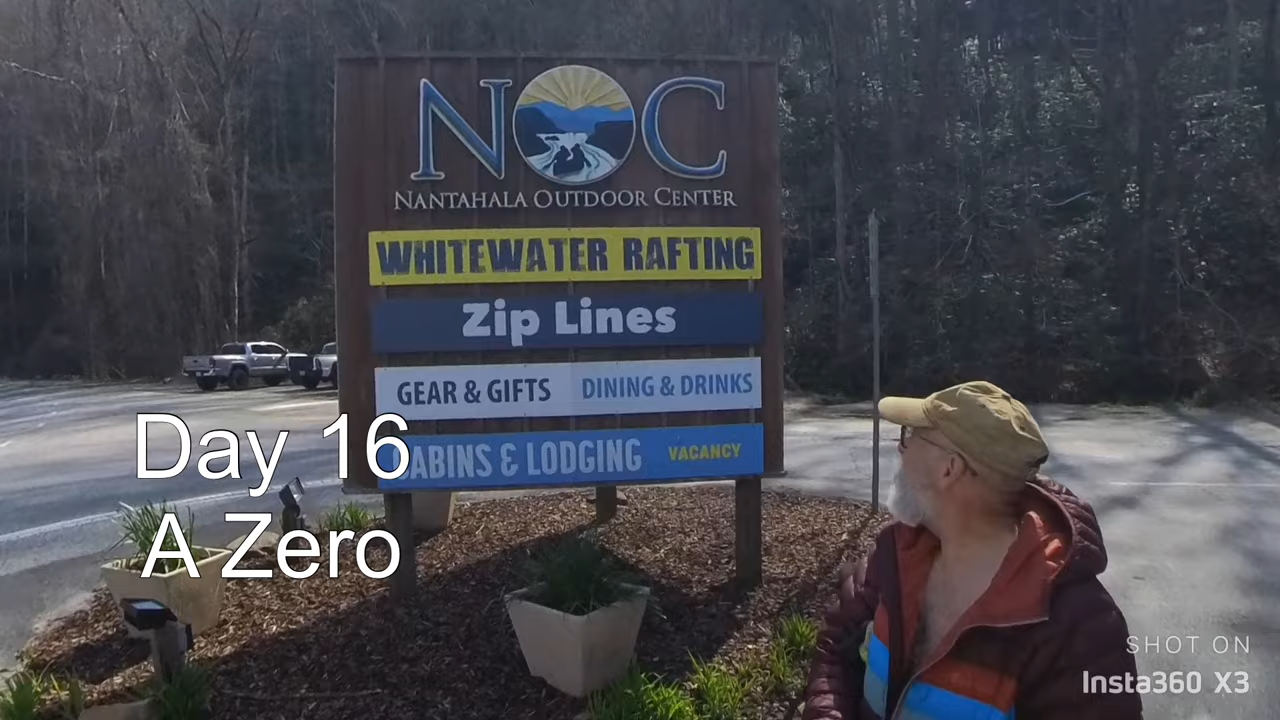 NOC
NANTAHALA OUTDOOR CENTER
WHITEWATER RAFTING
Zip Lines
GEAR & GIFTS DINING & DRINKS
CABINS & LODGING VACANCY
Day 16
A Zero
SHOT ON
Insta360 X3